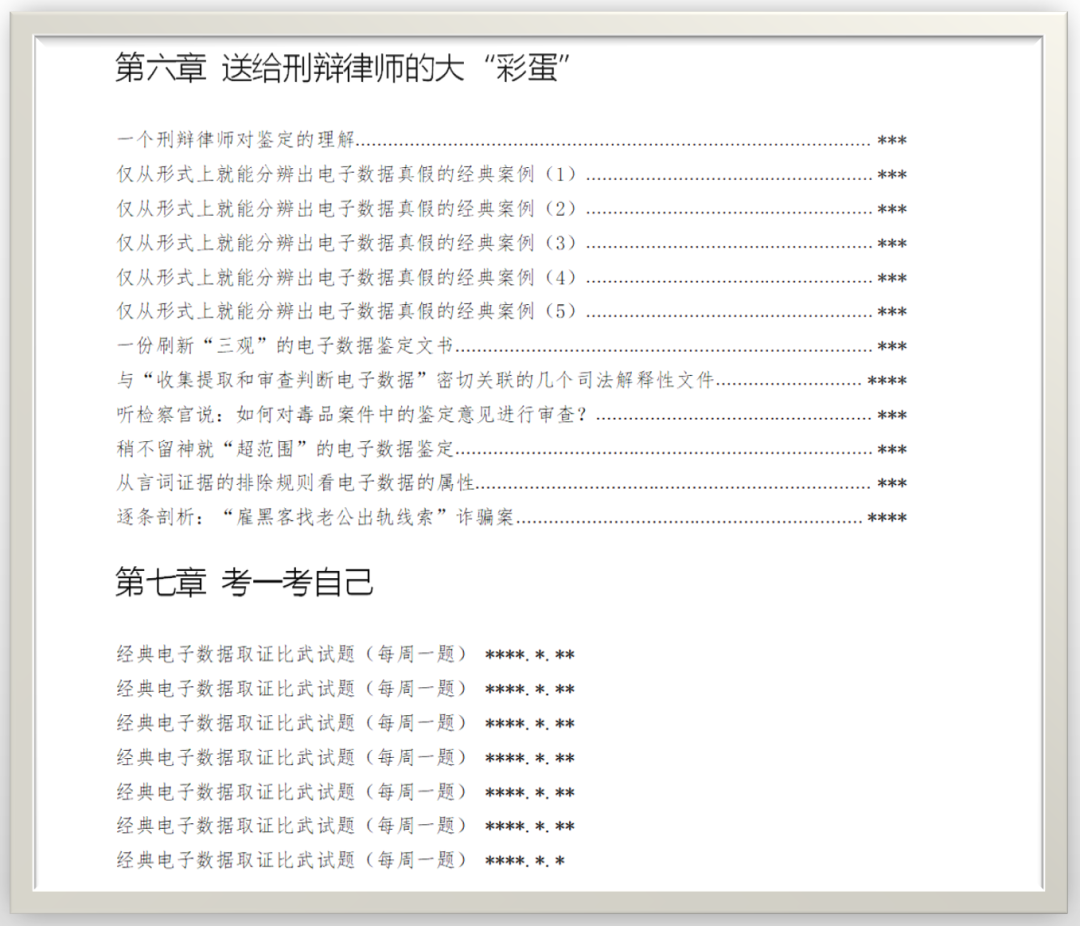 第六章 送给刑辩律师的大“彩蛋”
一个刑辩律师对鉴定的理解........................................ ***
仅从形式上就能分辨出电子数据真假的经典案例（1）........................................ ***
仅从形式上就能分辨出电子数据真假的经典案例（2）........................................ ***
仅从形式上就能分辨出电子数据真假的经典案例（3）........................................ ***
仅从形式上就能分辨出电子数据真假的经典案例（4）........................................ ***
仅从形式上就能分辨出电子数据真假的经典案例（5）........................................ ***
一份刷新“三观”的电子数据鉴定文书........................................ ***
与“收集提取和审查判断电子数据”密切关联的几个司法解释性文件........................................ ****
听检察官说：如何对毒品案件中的鉴定意见进行审查？........................................ ***
稍不留神就“超范围”的电子数据鉴定........................................ ***
从言词证据的排除规则看电子数据的属性........................................ ***
逐条剖析：“雇黑客找老公出轨线索”诈骗案........................................ ****
第七章 考一考自己
经典电子数据取证比武试题（每周一题） ****.*.**
经典电子数据取证比武试题（每周一题） ****.*.**
经典电子数据取证比武试题（每周一题） ****.*.**
经典电子数据取证比武试题（每周一题） ****.*.**
经典电子数据取证比武试题（每周一题） ****.*.**
经典电子数据取证比武试题（每周一题） ****.*.**
经典电子数据取证比武试题（每周一题） ****.*.*